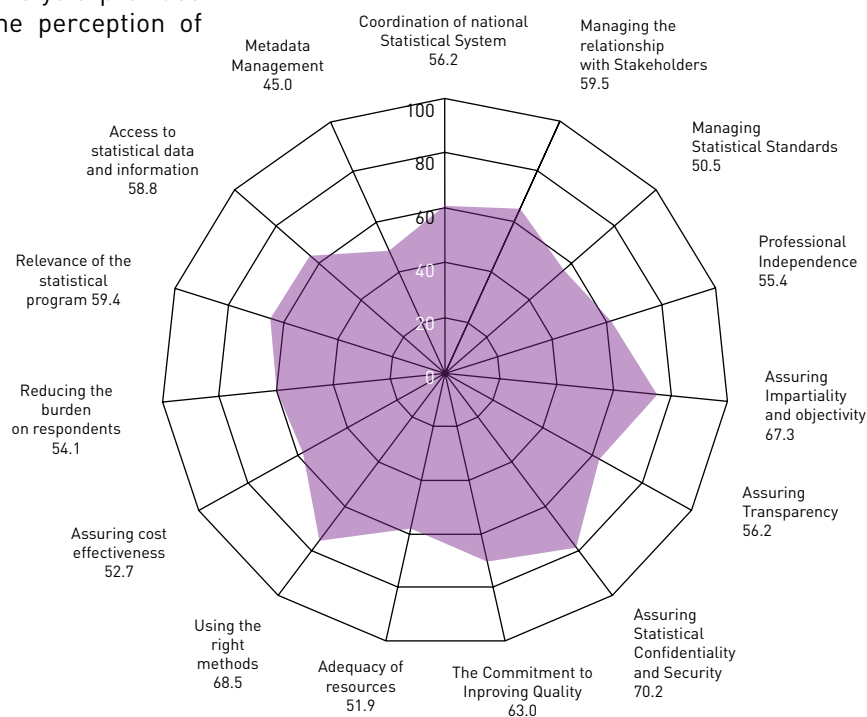 he perception of
Coordination of national
Statistical System
56.2
Managing the
relationship
with Stakeholders
59.5
Managing
Statistical Standards
50.5
Professional
Independence
55.4
Assuring
Impartiality
and objectivity
67.3
Assuring
Transparency
56.2
Assuring
Statistical
Confidentiality
and Security
70.2
The Commitment to
Inproving Quality
63.0
Adequacy of
resources
51.9
Using the
right
methods
68.5
Assuring cost
effectiveness
52.7
Reducing the
burden
on respondents
54.1
Relevance of the
statistical
program 59.4
Access to
statistical data
and information
58.8
Metadata
Management
45.0
100
80
60
40
20
0